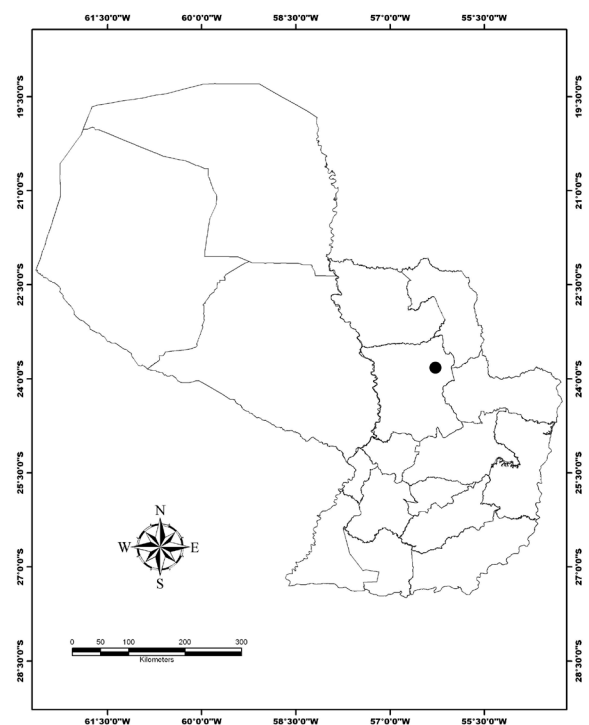 61°30'0"W 60°0'0"W 58°30'0"W 57°0'0"W 55°30'0"W
19°30'0"S 19°30'0"S
21°0'0"S 21°0'0"S
22°30'0"S 22°30'0"S
24°0'0"S 24°0'0"S
25°30'0"S 25°30'0"S
27°0'0"S 27°0'0"S
28°30'0"S 28°30'0"S
N
W E
S
0 50 100 200 300
Kilometers
61°30'0"W 60°0'0"W 58°30'0"W 57°0'0"W 55°30'0"W